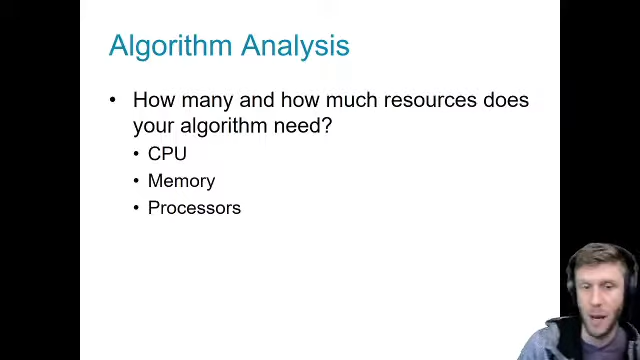 Algorithm Analysis
• How many and how much resources does
your algorithm need?
• CPU
• Memory
• Processors